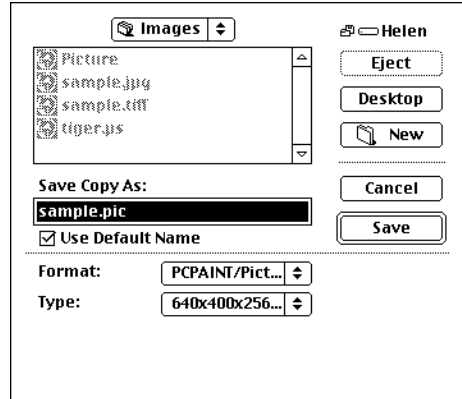 Images
Helen
Picture
sample.jpg
sample.tiff
tiger.ps
Eject
Desktop
New
Save Copy As:
sample.pic
Use Default Name
Cancel
Save
Format:
PCPAINT/Pict...
Type:
640x400x256...